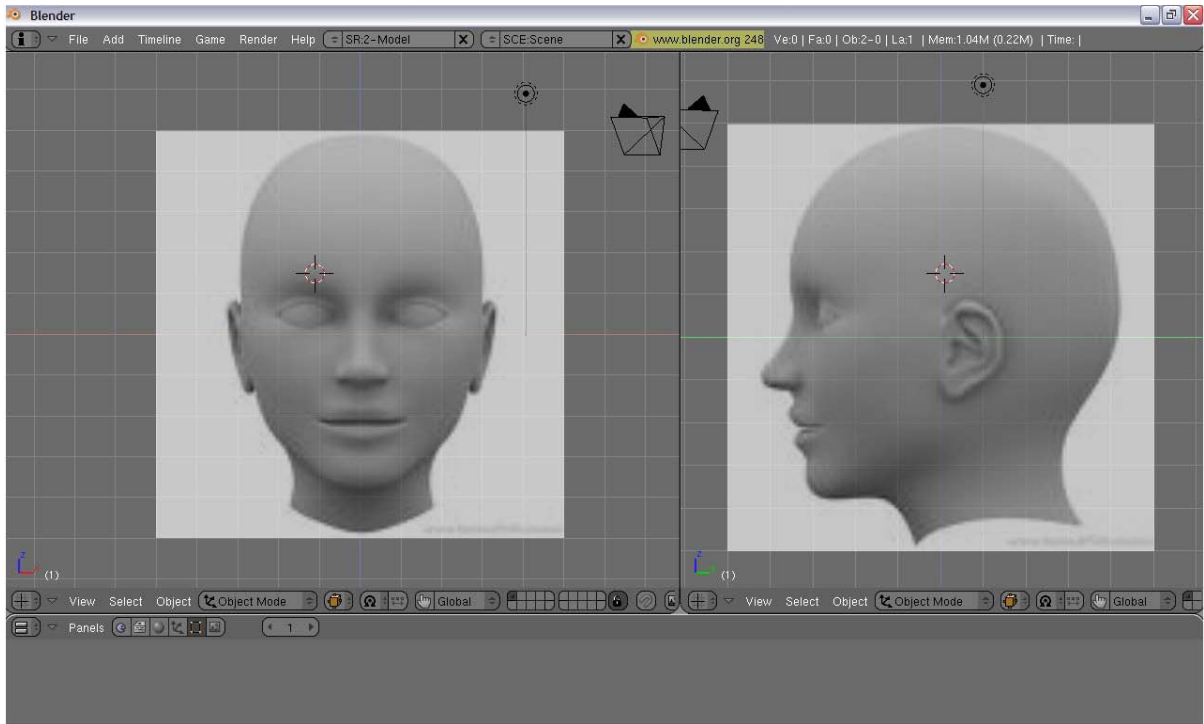 Blender
File Add Timeline Game Render Help SR:2-Model X SCE:Scene X www.blender.org 248 Ve:0 | Fa:0 | Ob:2-0 | La:1 | Mem:1.04M (0.22M) | Time: |
z
x
(1)
z
y
(1)
View Select Object Object Mode Global
View Select Object Object Mode Global
Panels 1